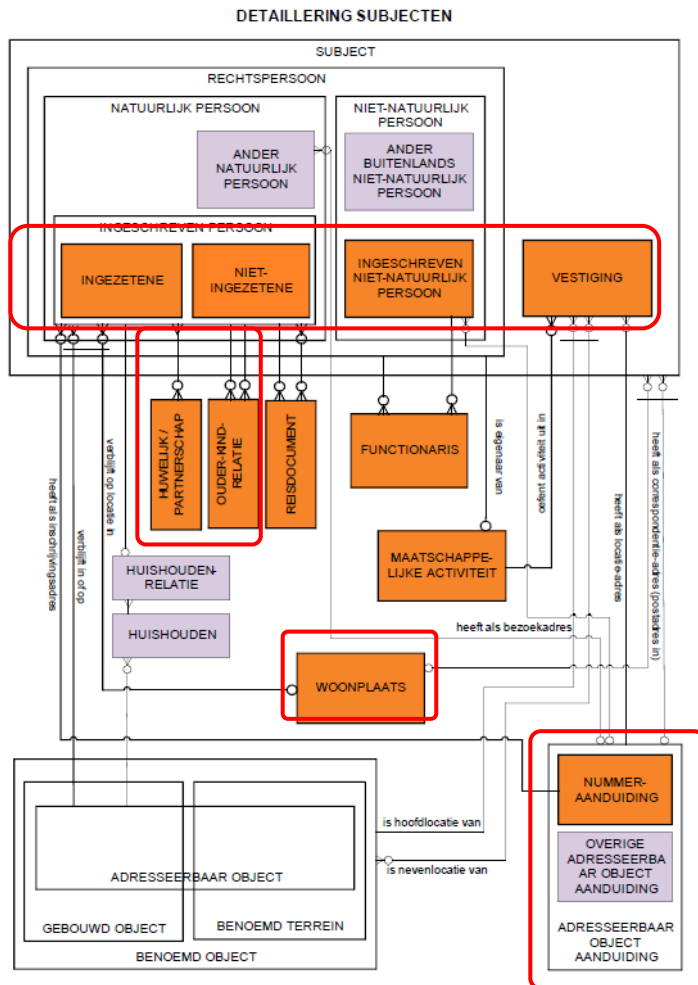 DETAILLERING SUBJECTEN
SUBJECT
RECHTSPERSOON
NATUURLIJK PERSOON
NIET-NATUURLIJK
PERSOON
ANDER
NATUURLIJK
PERSOON
ANDER
BUITENLANDS
NIET-NATUURLIJK
PERSOON
INGESCHREVEN PERSOON
INGEZETENE
NIET-
INGEZETENE
INGESCHREVEN
NIET-NATUURLIJK
PERSOON
VESTIGING
HUWELIJK /
PARTNERSCHAP
OUDER-KIND-
RELATIE
REISDOCUMENT
FUNCTIONARIS
is eigenaar van
oefent activiteit uit in
heeft als locatie-adres
heeft als correspondentie-adres (postadres in)
heeft als inschrijvingsadres
verblijft in of op
verblijft op locatie in
MAATSCHAPPE-
LIJKE ACTIVITEIT
HUISHOUDEN-
RELATIE
HUISHOUDEN
heeft als bezoekadres
WOONPLAATS
NUMMER-
AANDUIDING
OVERIGE
ADRESSEERBA
AR OBJECT
AANDUIDING
ADRESSEERBAAR
OBJECT
AANDUIDING
is hoofdlocatie van
is nevenlocatie van
ADRESSEERBAAR OBJECT
GEBOUWD OBJECT
BENOEMD TERREIN
BENOEMD OBJECT